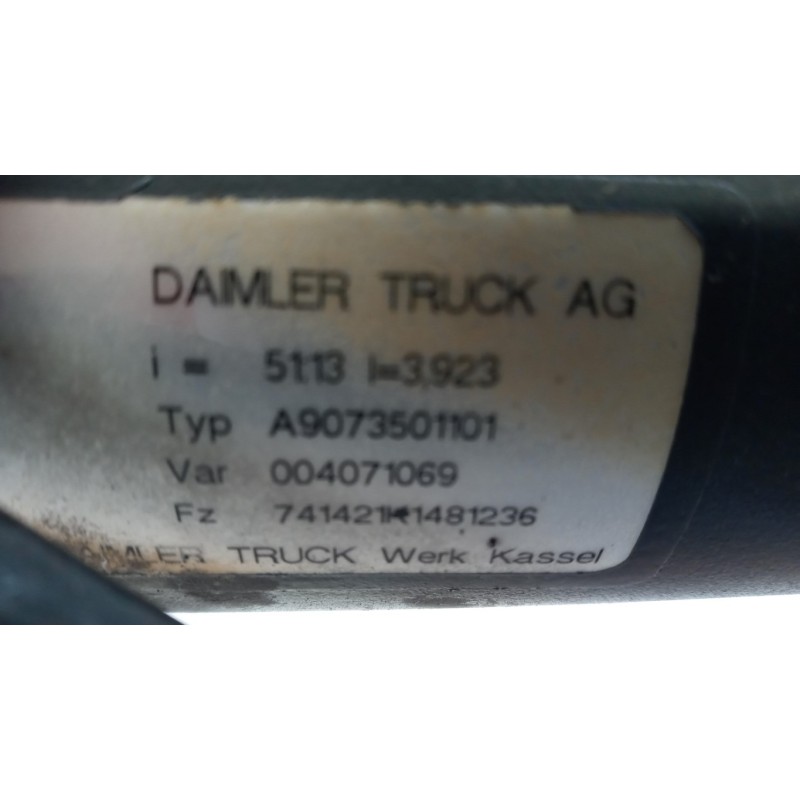 DAIMLER TRUCK AG
i = 51:13 I=3,923
Typ A9073501101
Var 004071069
Fz 741421K1481236
DAIMLER TRUCK Werk Kassel